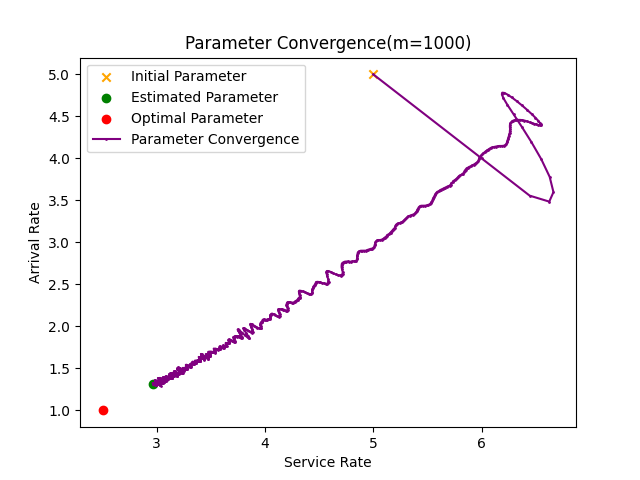 Parameter Convergence(m=1000)
Initial Parameter
Estimated Parameter
Optimal Parameter
Parameter Convergence
5.0
4.5
4.0
3.5
3.0
2.5
2.0
1.5
1.0
Arrival Rate
3 4 5 6
Service Rate